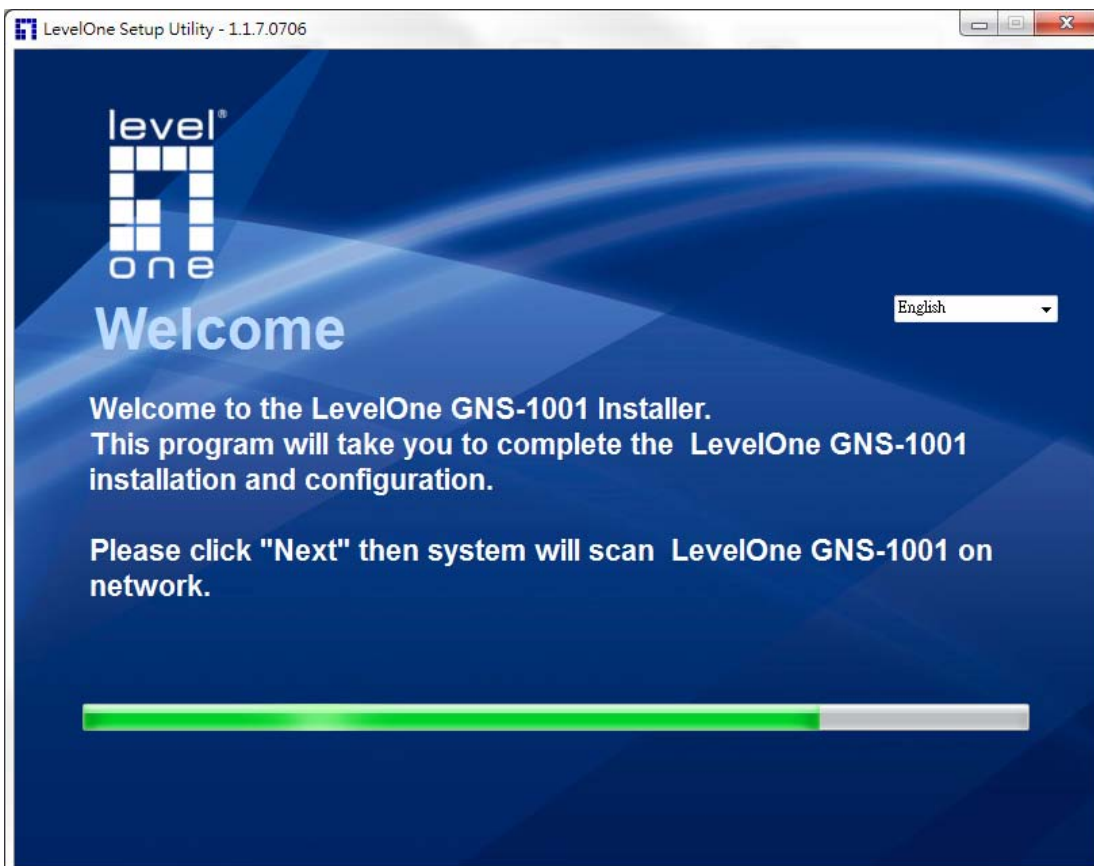 LevelOne Setup Utility - 1.1.7.0706
level®
one
Welcome
English
Welcome to the LevelOne GNS-1001 Installer.
This program will take you to complete the LevelOne GNS-1001
installation and configuration.
Please click "Next" then system will scan LevelOne GNS-1001 on
network.